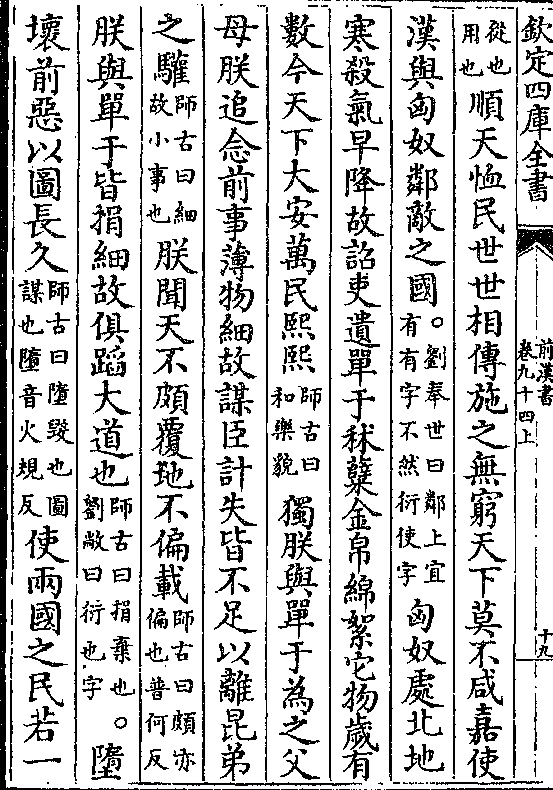 欽定四庫全書
前漢書
卷九十四上
十九
從也用也順天恤民世世相傳施之無窮天下莫不咸嘉使
漢與匈奴鄰敵之國。劉奉世曰鄰上宜有有字不然衍使字匈奴處北地
寒殺氣早降故詔吏遺單于秫糱金帛綿絮它物歲有
數今天下大安萬民熙熙師古曰和樂貌獨朕與單于為之父
母朕追念前事薄物細故謀臣計失皆不足以離昆弟
之驩師古曰細故小事也朕聞天不頗覆地不偏載師古曰頗亦偏也普何反
朕與單于皆捐細故俱蹈大道也師古曰捐棄也。劉敞曰衍也字墮
壞前惡以圖長久師古曰墮毀也圖謀也墮音火規反使兩國之民若一